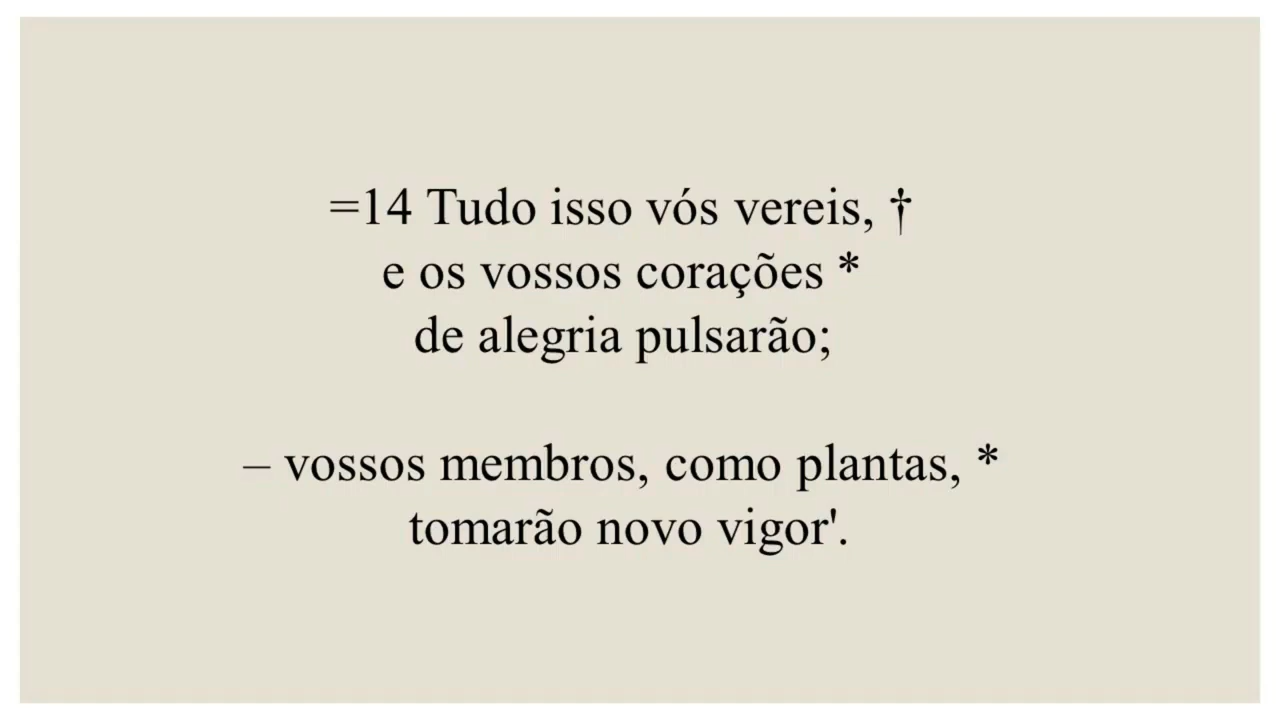 =14 Tudo isso vós vereis, †
e os vossos corações *
de alegria pulsarão;
– vossos membros, como plantas, *
tomarão novo vigor'.